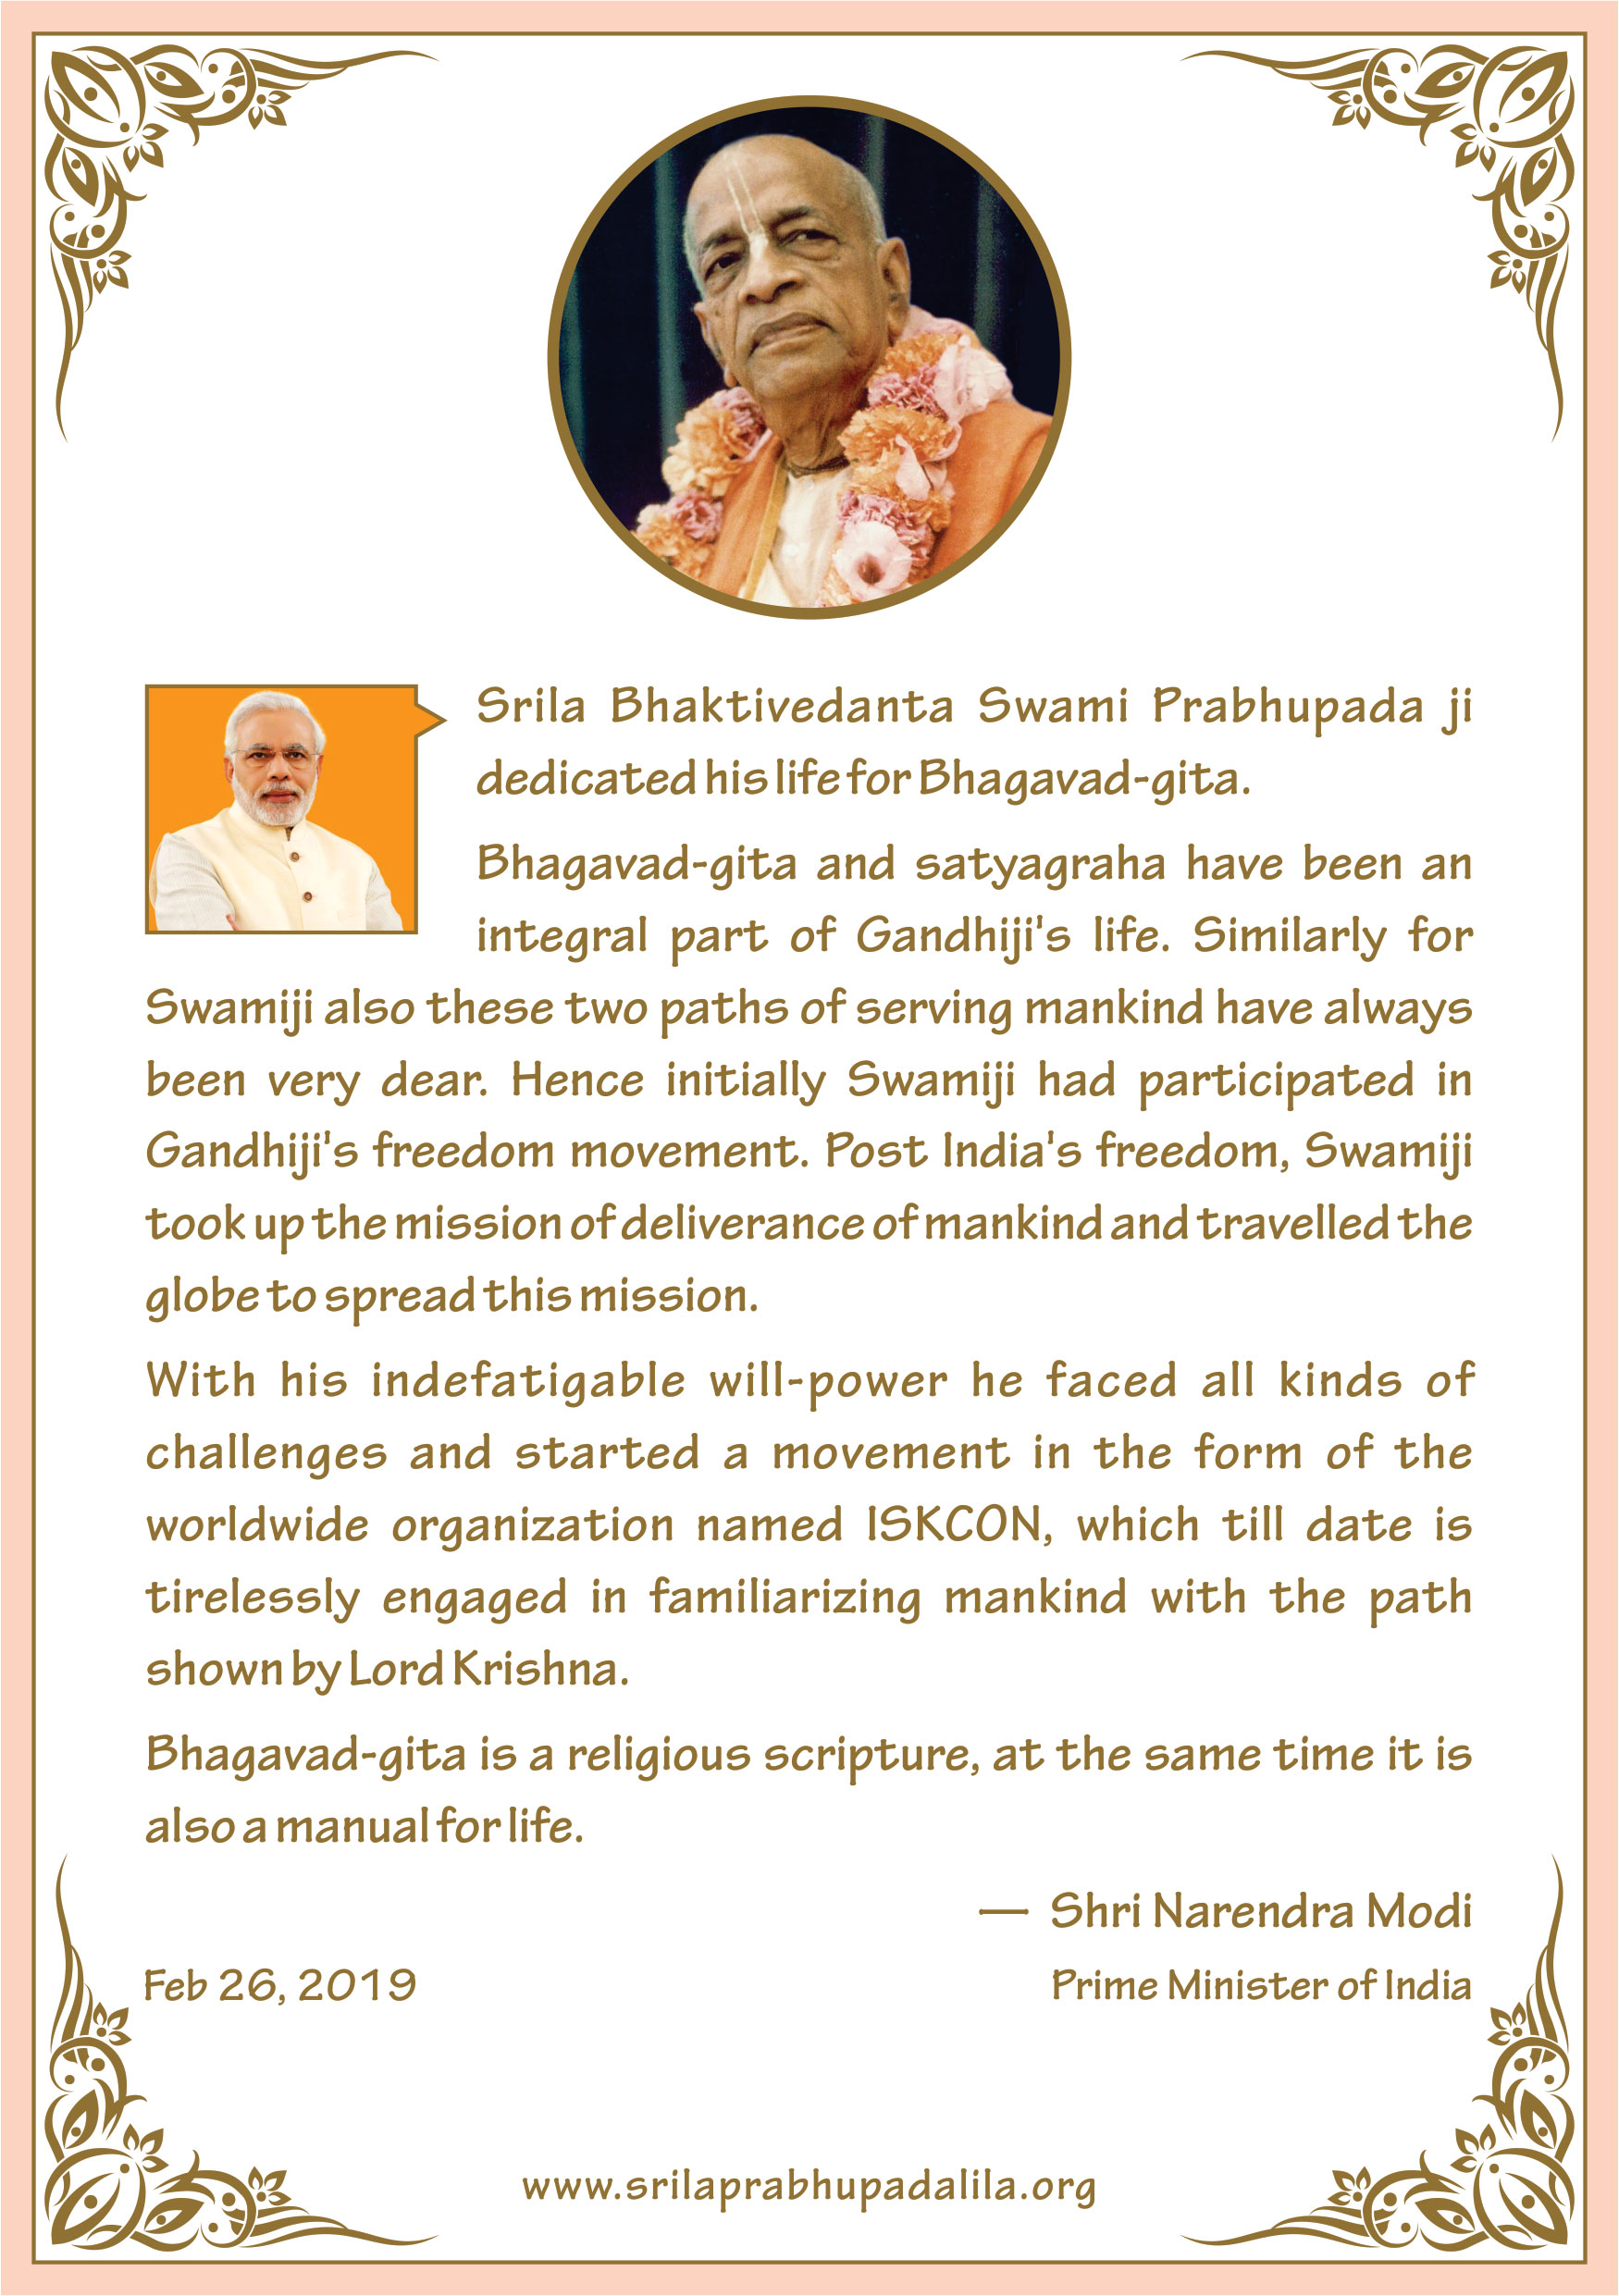 Srila Bhaktivedanta Swami Prabhupada ji
dedicated his life for Bhagavad-gita.
Bhagavad-gita and satyagraha have been an
integral part of Gandhiji's life. Similarly for
Swamiji also these two paths of serving mankind have always
been very dear. Hence initially Swamiji had participated in
Gandhiji's freedom movement. Post India's freedom, Swamiji
took up the mission of deliverance of mankind and travelled the
globe to spread this mission.
With his indefatigable will-power he faced all kinds of
challenges and started a movement in the form of the
worldwide organization named ISKCON, which till date is
tirelessly engaged in familiarizing mankind with the path
shown by Lord Krishna.
Bhagavad-gita is a religious scripture, at the same time it is
also a manual for life.
— Shri Narendra Modi
Feb 26, 2019 Prime Minister of India
www.srilaprabhupadalila.org